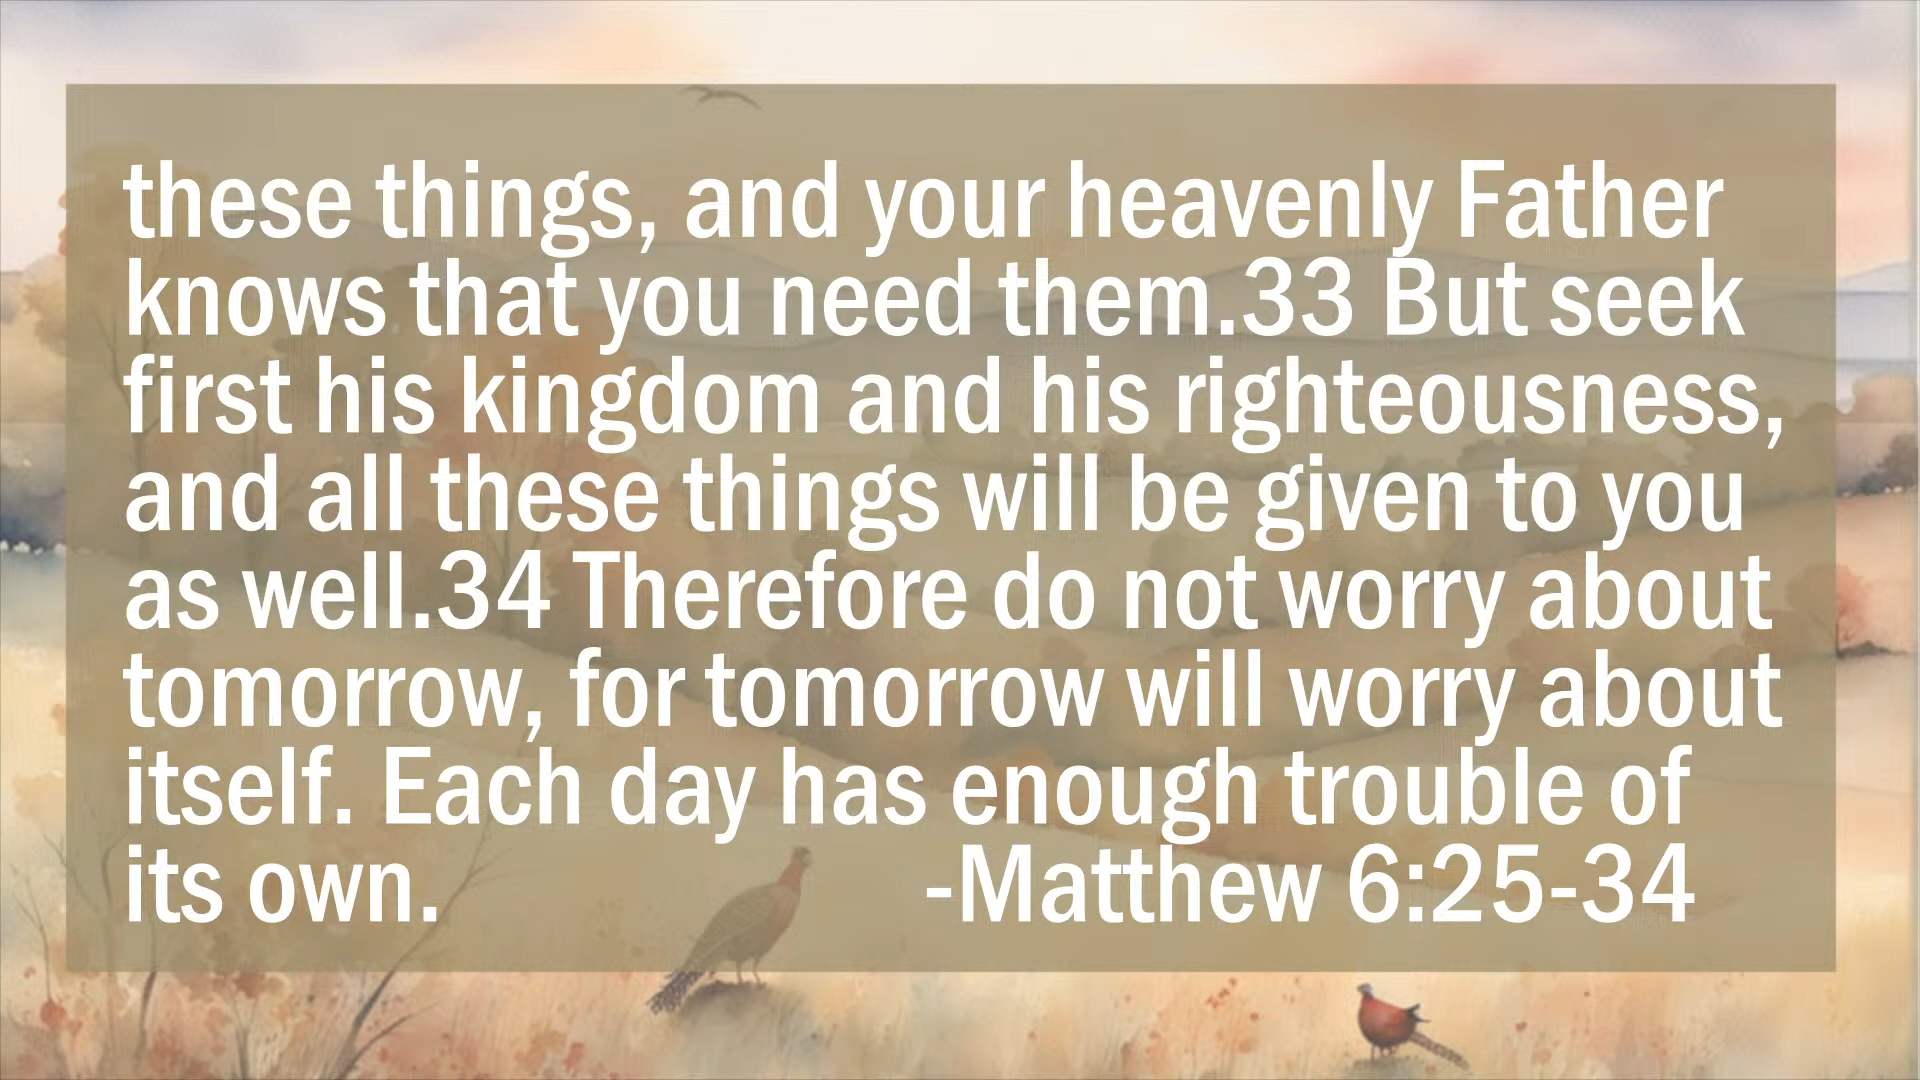 these things, and your heavenly Father
knows that you need them.33 But seek
first his kingdom and his righteousness,
and all these things will be given to you
as well.34 Therefore do not worry about
tomorrow, for tomorrow will worry about
itself. Each day has enough trouble of
its own. -Matthew 6:25-34